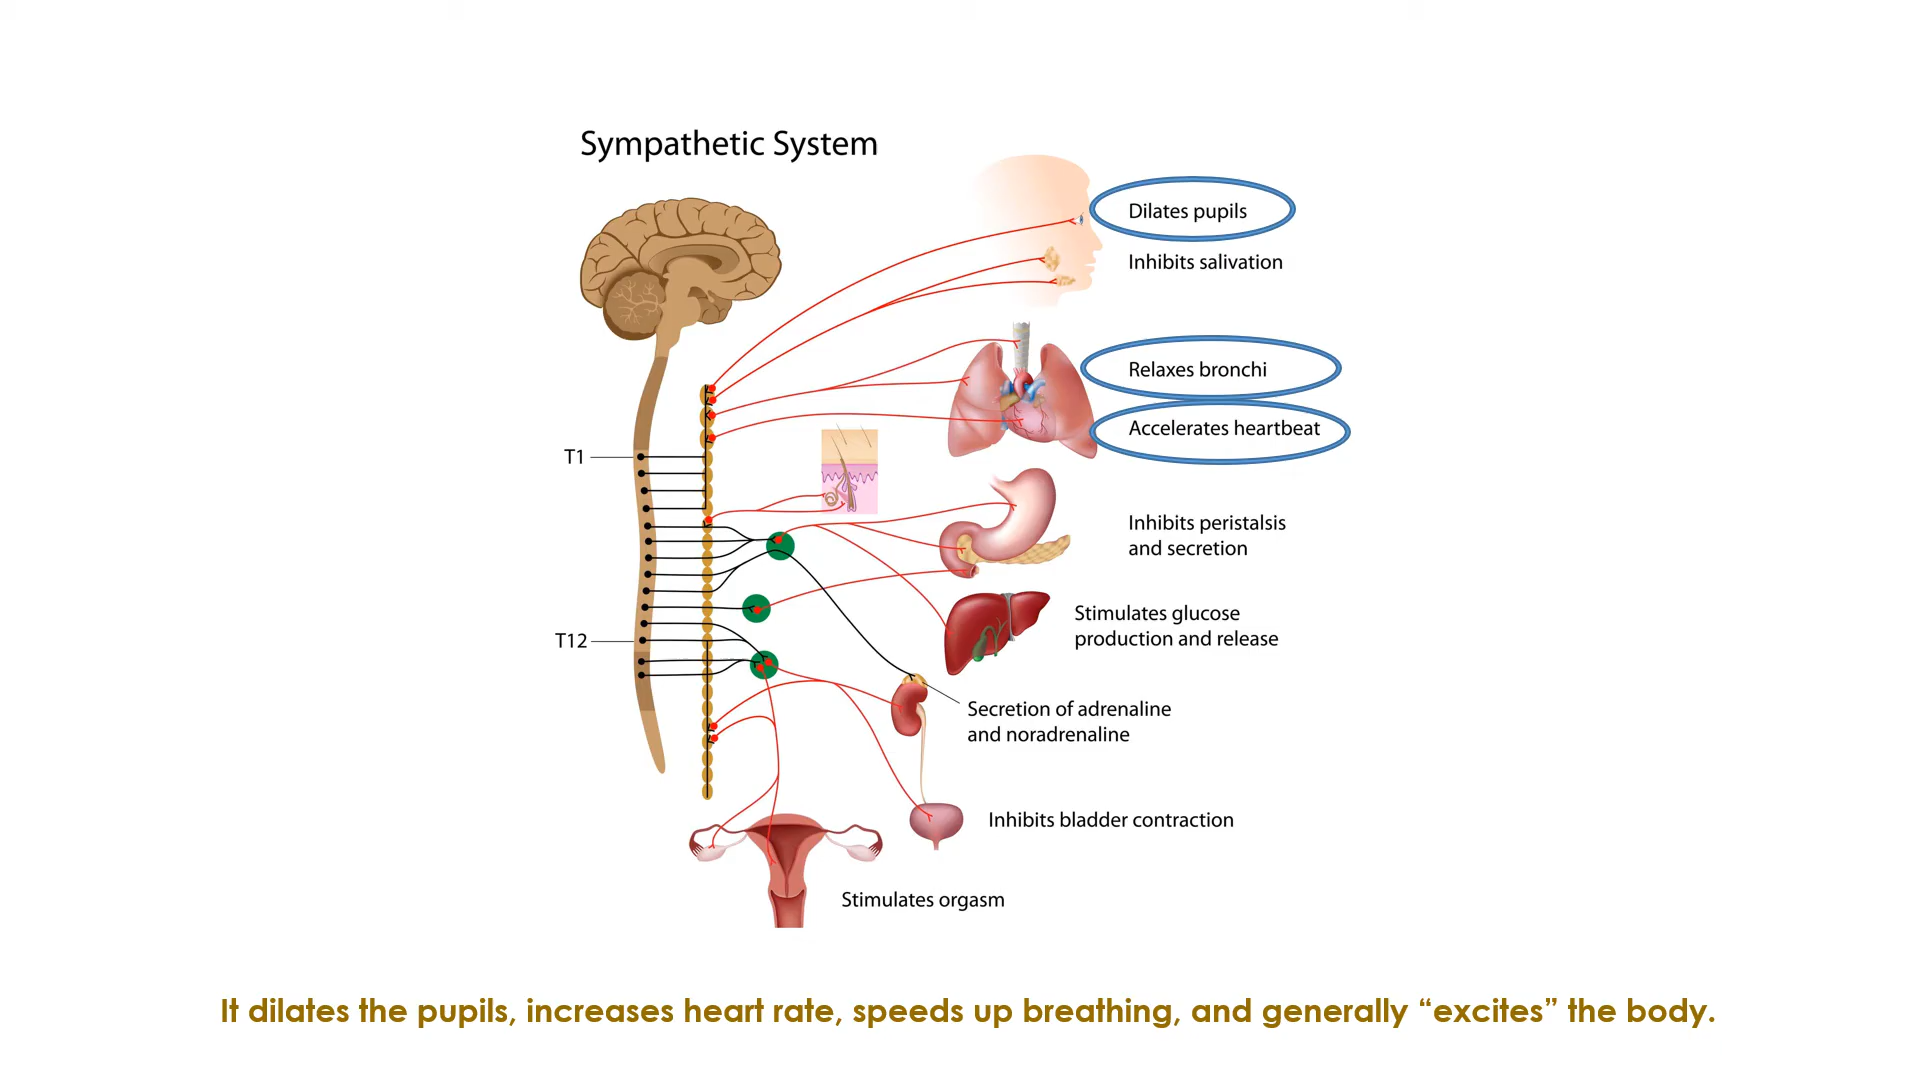 Sympathetic System
Dilates pupils
Inhibits salivation
Relaxes bronchi
Accelerates heartbeat
T1
Inhibits peristalsis
and secretion
Stimulates glucose
production and release
T12
Secretion of adrenaline
and noradrenaline
Inhibits bladder contraction
Stimulates orgasm
It dilates the pupils, increases heart rate, speeds up breathing, and generally “excites” the body.